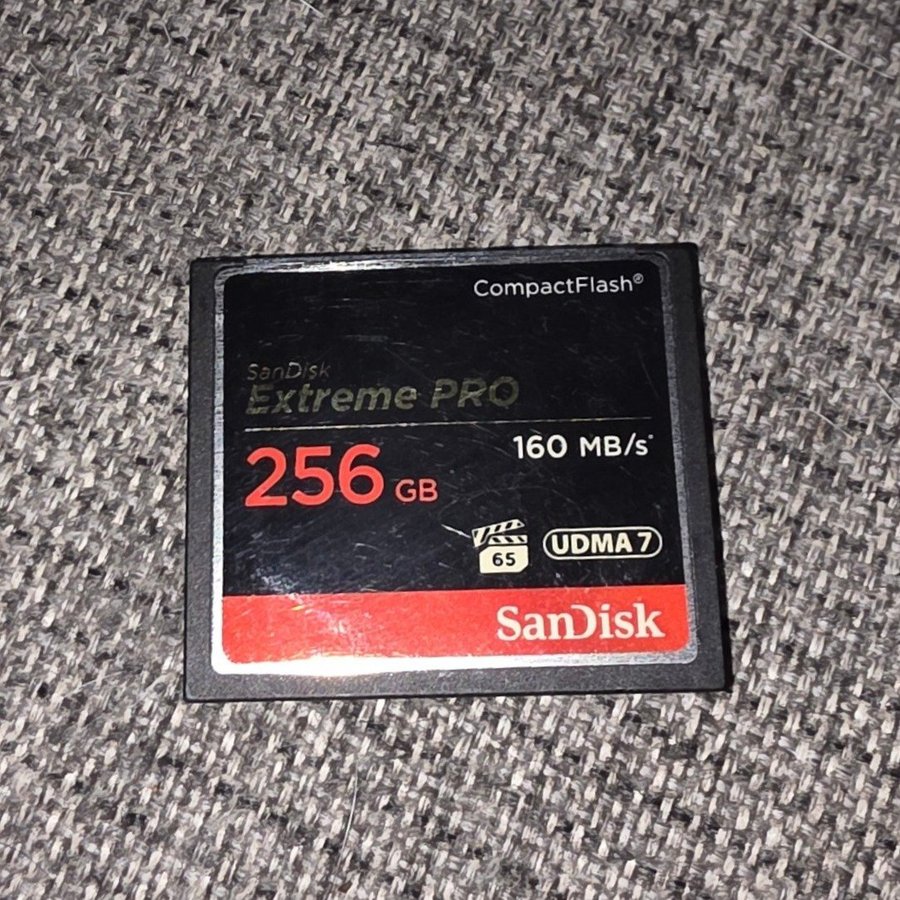 CompactFlash®
SanDisk
Extreme PRO
160 MB/s*
256 GB
65
UDMA 7
SanDisk